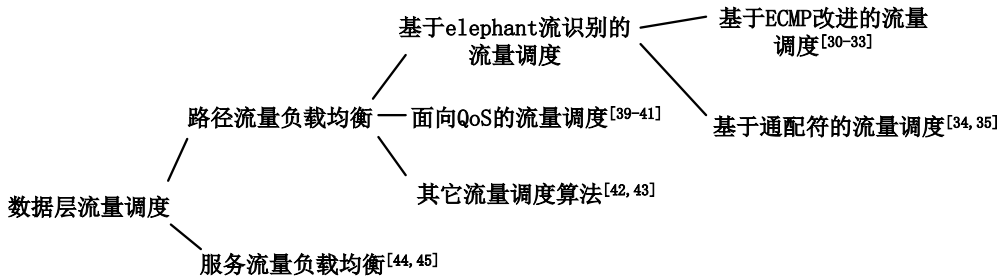 基于elephant流识别的
流量调度
基于ECMP改进的流量
调度[30-33]
路径流量负载均衡
面向QoS的流量调度[39-41]
基于通配符的流量调度[34,35]
其它流量调度算法[42,43]
数据层流量调度
服务流量负载均衡[44,45]